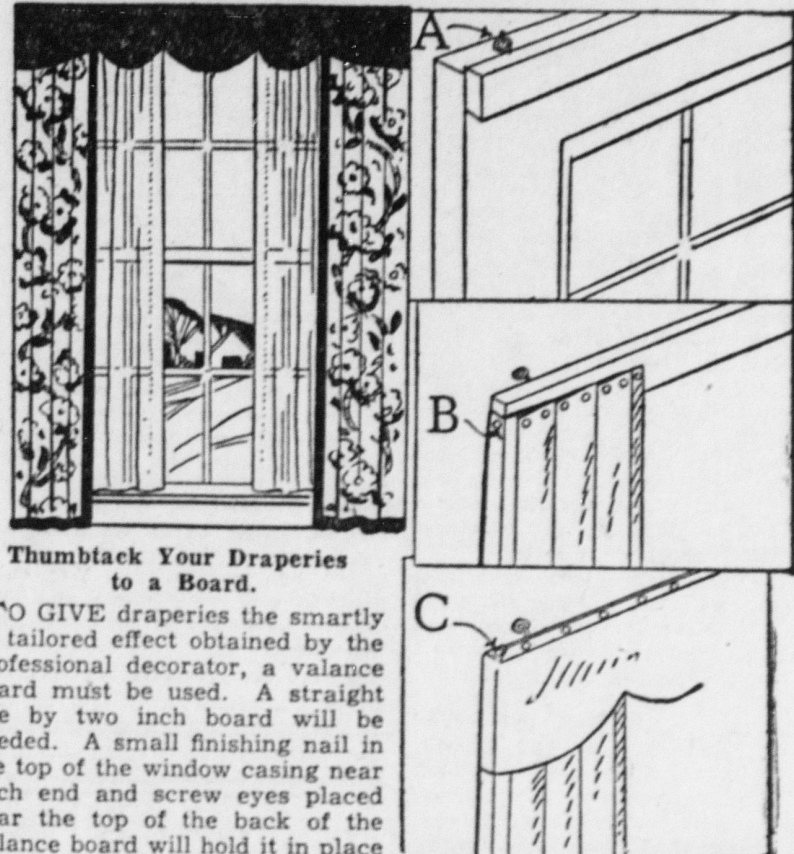 A
B
C
Thumbtack Your Draperies
to a Board.
TO GIVE draperies the smartly
tailored effect obtained by the
ofessional decorator, a valance
ard must be used. A straight
e by two inch board will be
eded. A small finishing nail in
e top of the window casing near
ch end and screw eyes placed
ar the top of the back of the
lance board will hold it in place